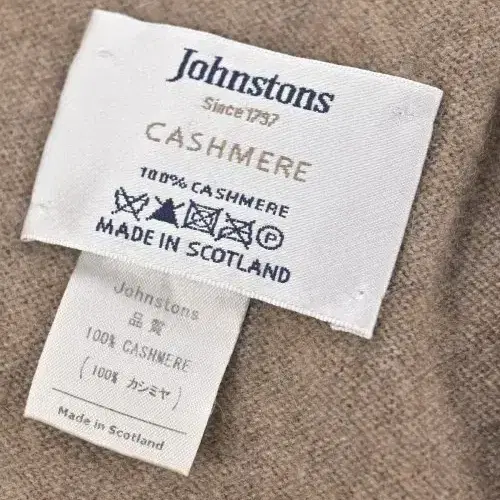 Johnstons
Since 1797
CASHMERE
100% CASHMERE
P
MADE IN SCOTLAND
Johnstons
品質
100% CASHMERE
(100% カシミヤ)
Made in Scotland